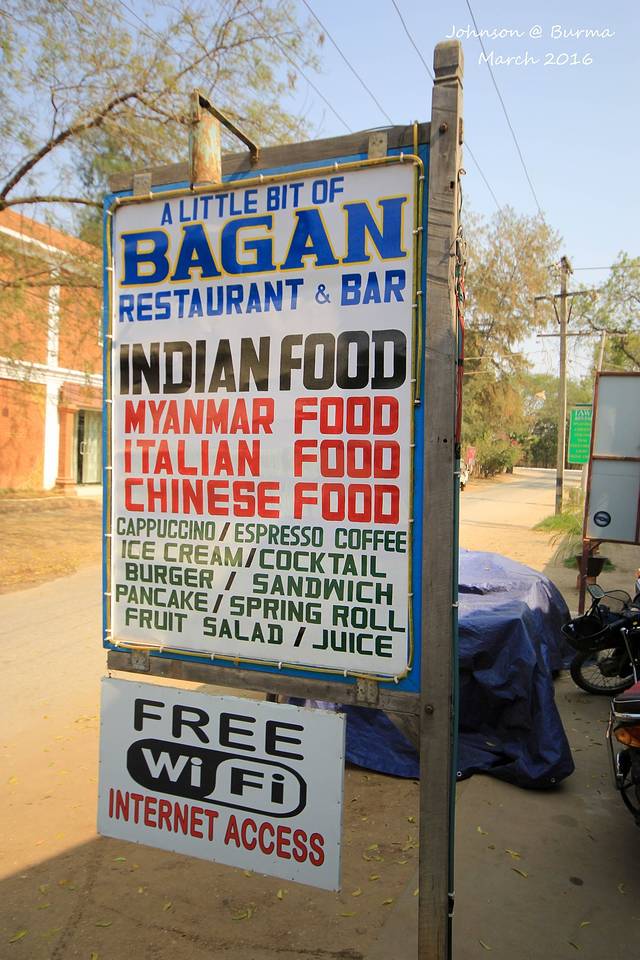 Johnson @ Burma
March 2016
A LITTLE BIT OF
BAGAN
RESTAURANT & BAR
INDIAN FOOD
MYANMAR FOOD
ITALIAN FOOD
CHINESE FOOD
CAPPUCCINO / ESPRESSO COFFEE
ICE CREAM / COCKTAIL
BURGER / SANDWICH
PANCAKE / SPRING ROLL
FRUIT SALAD / JUICE
FREE
WiFi
INTERNET ACCESS